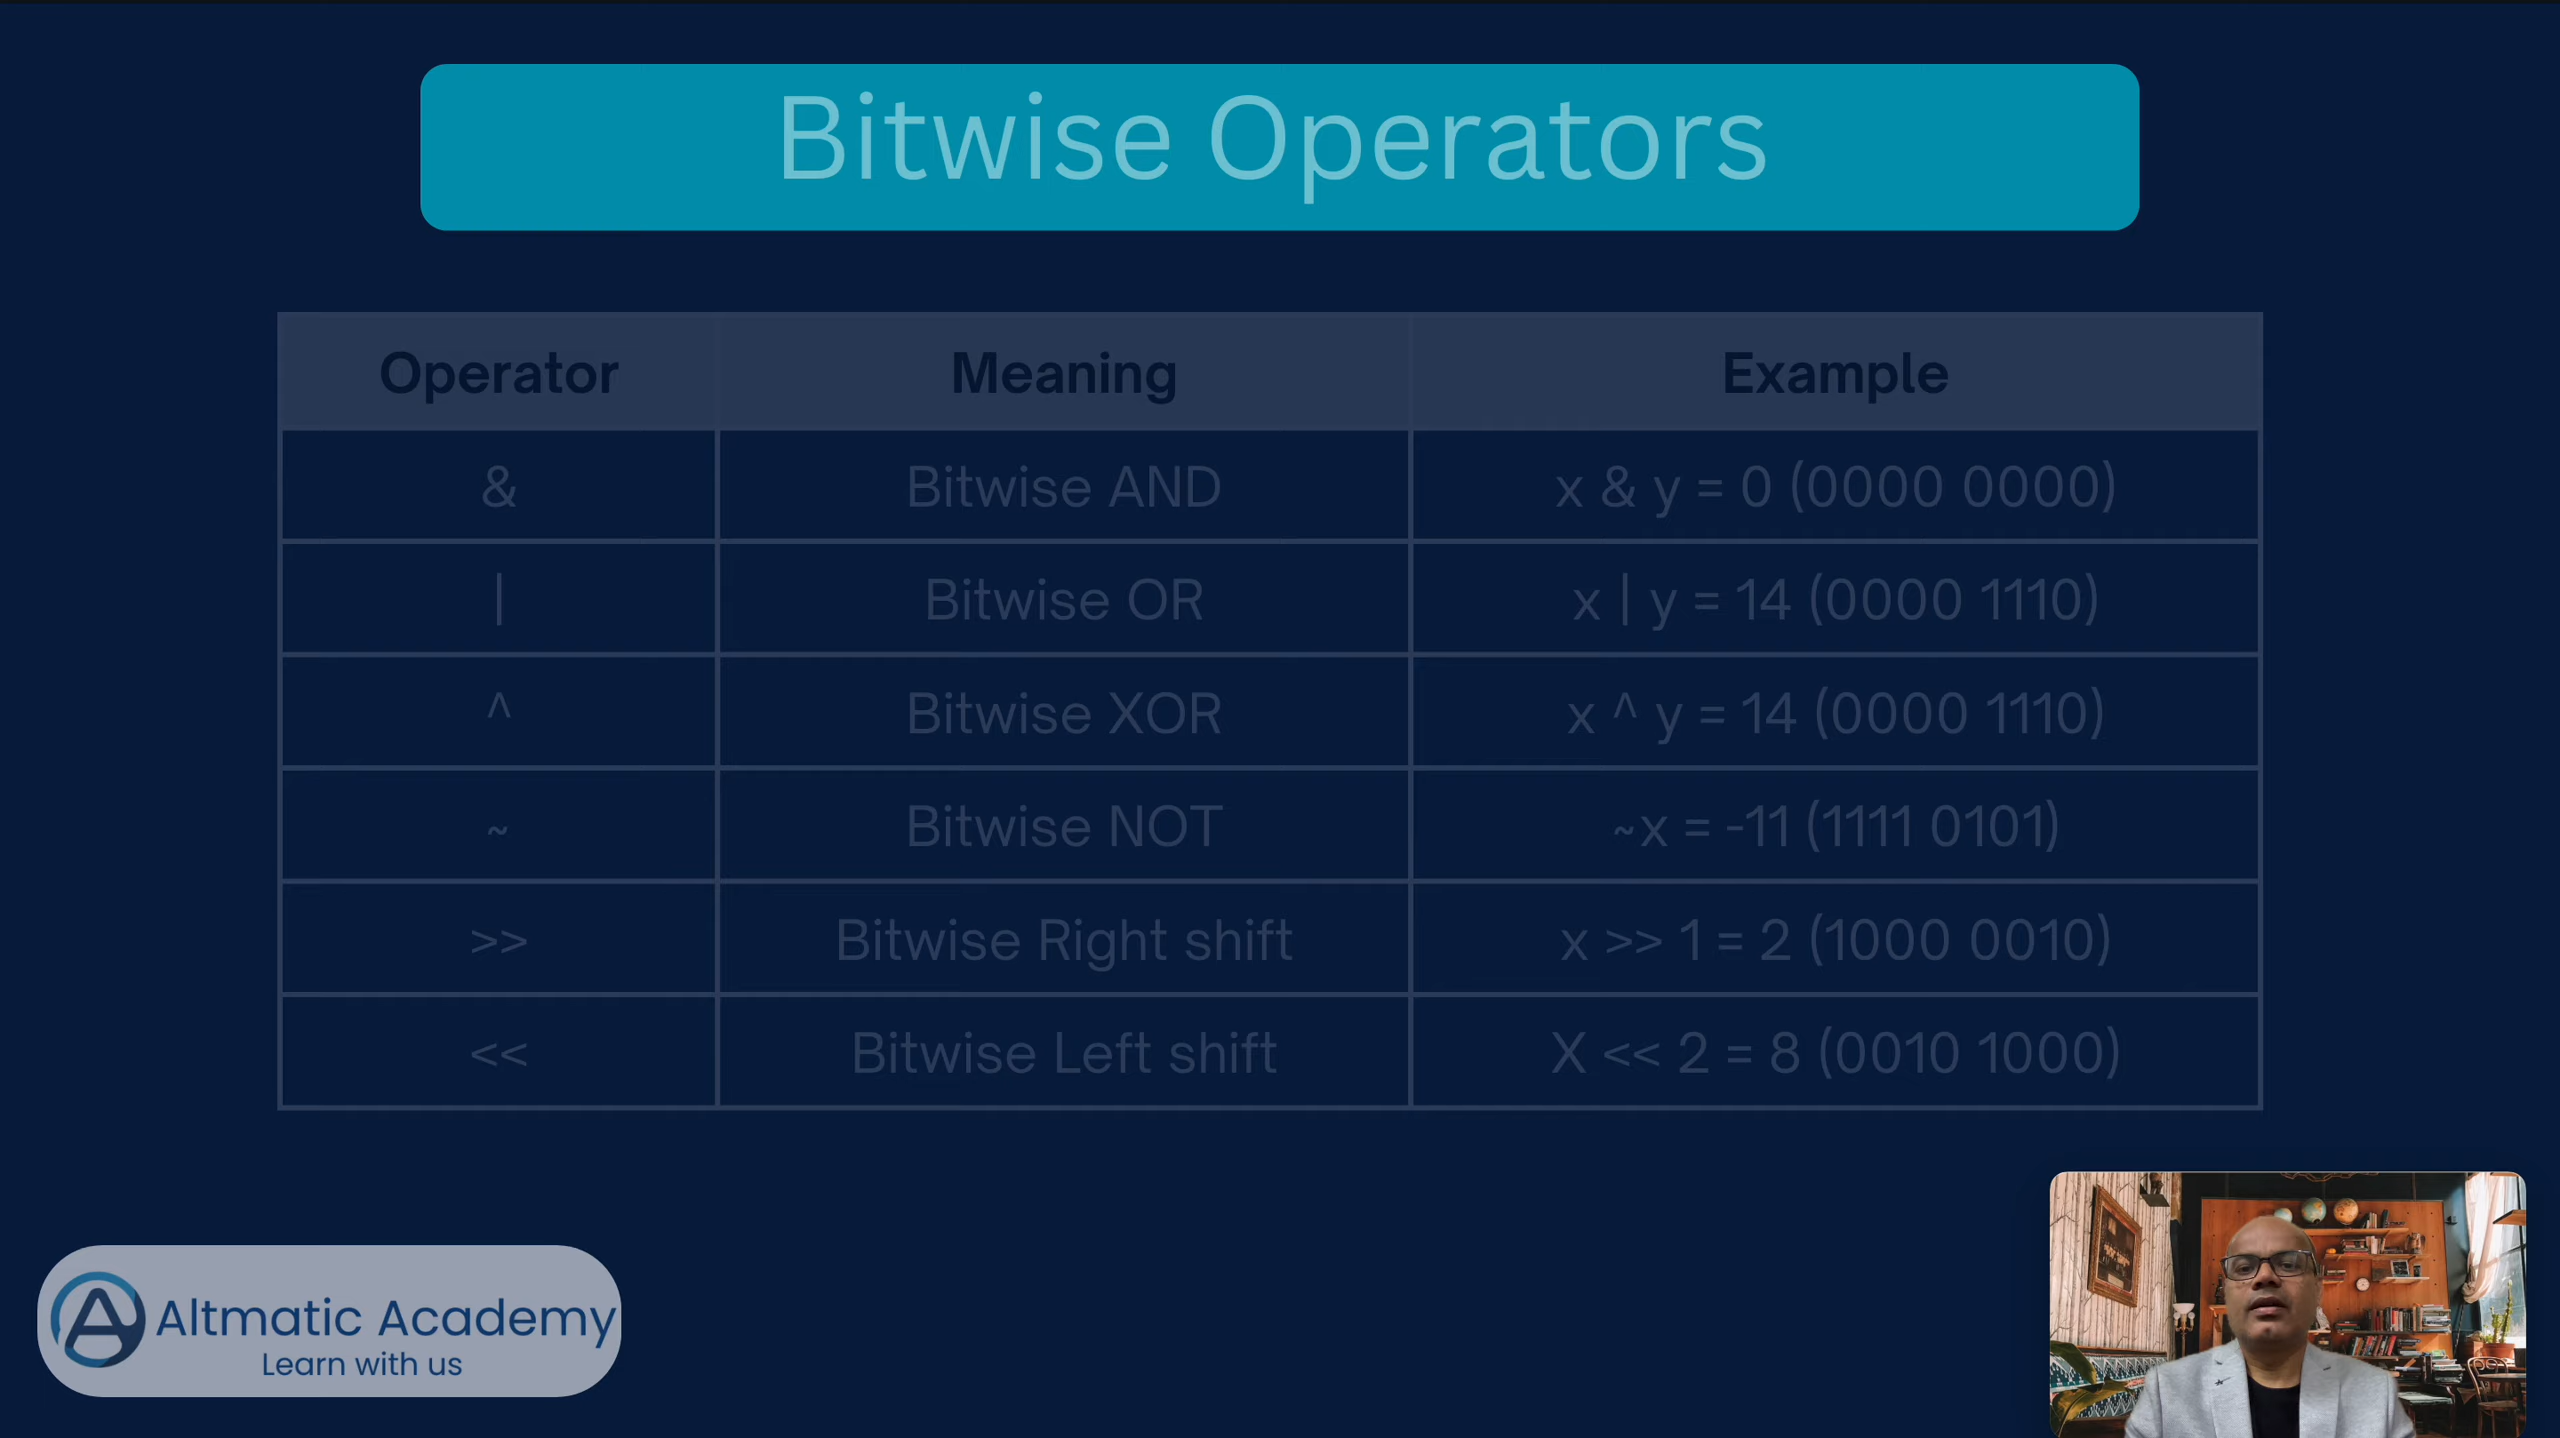 Bitwise Operators
Operator Meaning Example
& Bitwise AND x & y = 0 (0000 0000)
| Bitwise OR x | y = 14 (0000 1110)
^ Bitwise XOR x ^ y = 14 (0000 1110)
~ Bitwise NOT ~x = -11 (1111 0101)
>> Bitwise Right shift x >> 1 = 2 (1000 0010)
<< Bitwise Left shift X << 2 = 8 (0010 1000)
Altmatic Academy
Learn with us